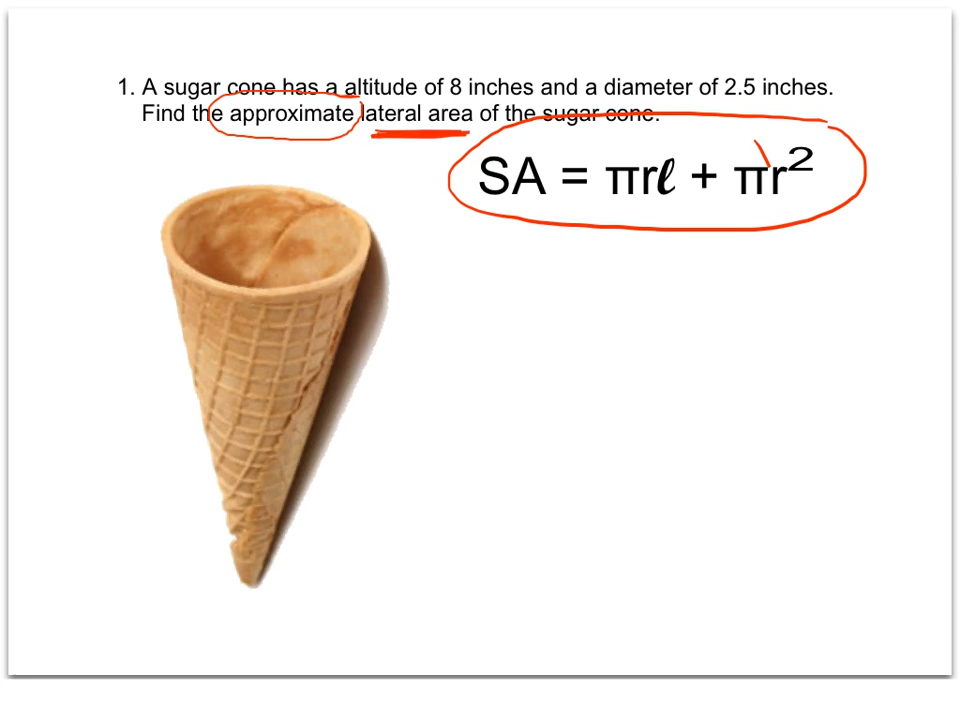 1. A sugar cone has a altitude of 8 inches and a diameter of 2.5 inches.
Find the approximate lateral area of the sugar cone.
SA = πrℓ + πr²